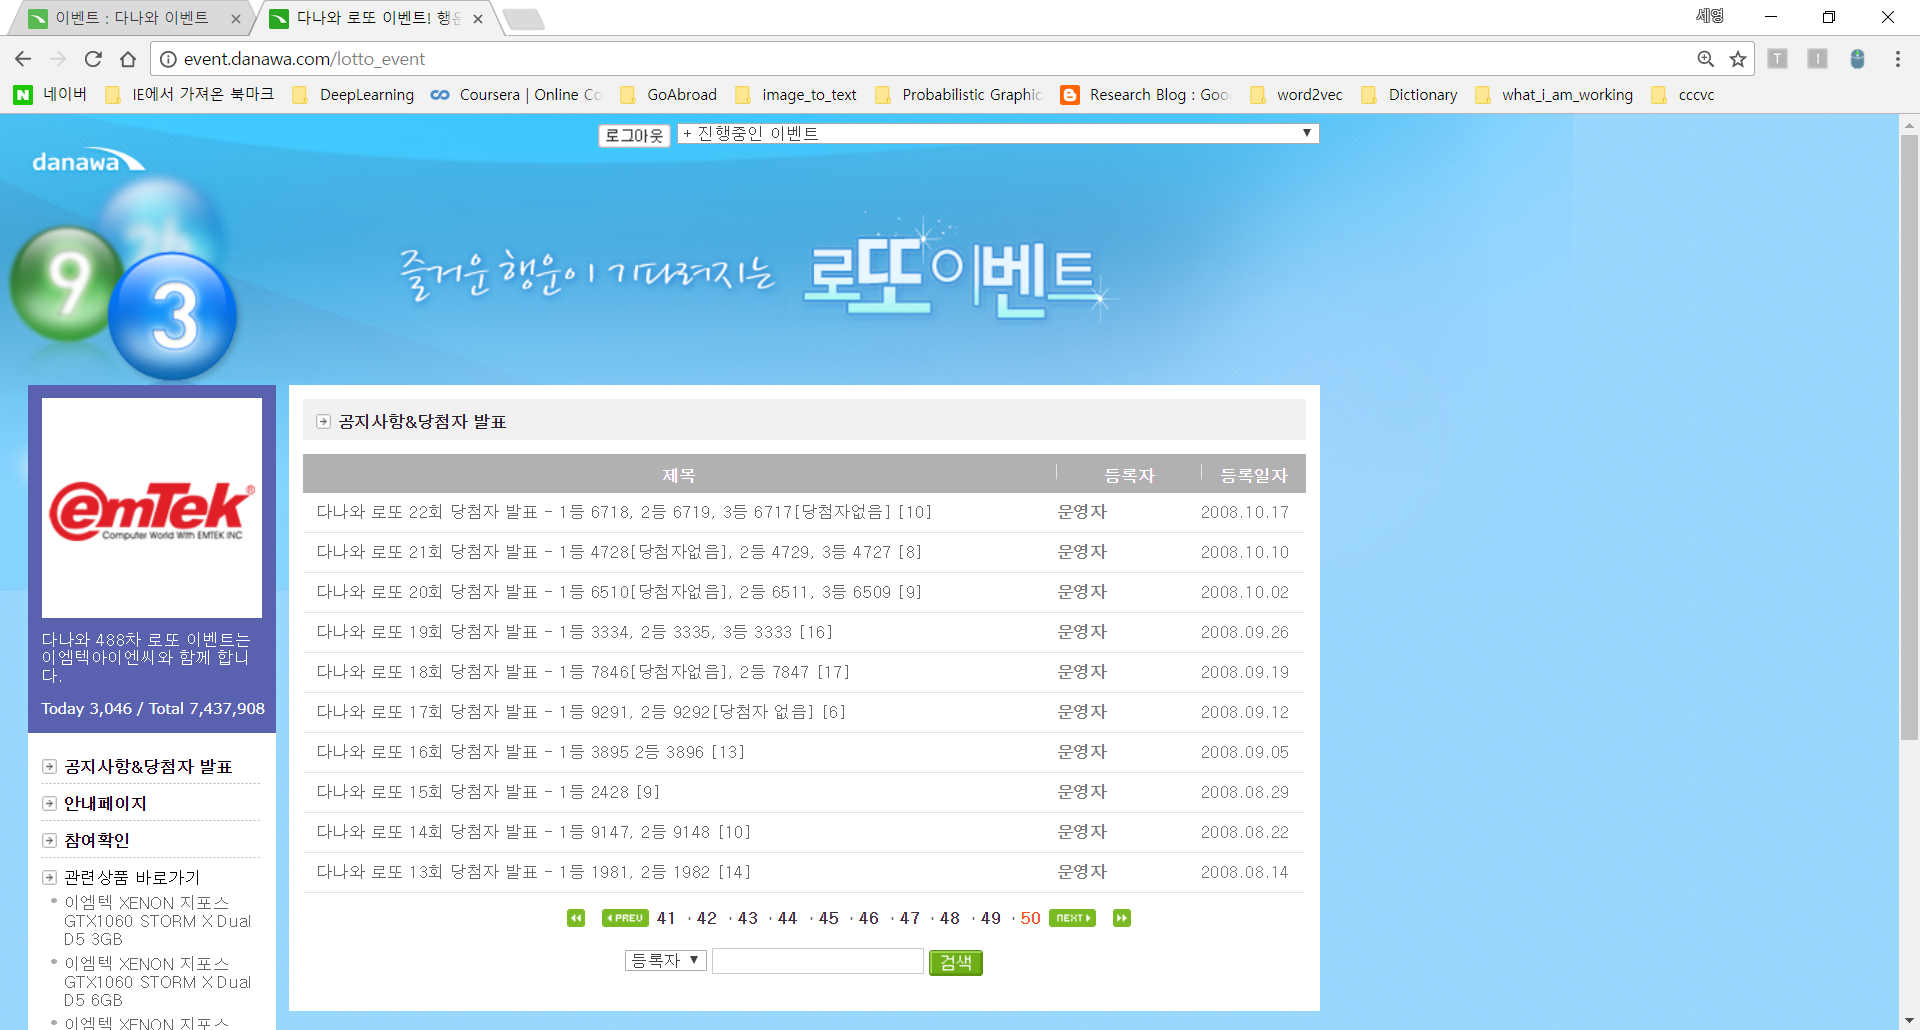 이벤트 : 다나와 이벤트
다나와 로또 이벤트! 행운
세영
event.danawa.com/lotto_event
네이버
IE에서 가져온 북마크
DeepLearning
Coursera | Online Co
GoAbroad
image_to_text
Probabilistic Graphic
Research Blog : Goo
word2vec
Dictionary
what_i_am_working
cccvc
로그아웃
+ 진행중인 이벤트
danawa
26
9
3
즐거운 행운이 기다려지는 로또이벤트
emTek
Computer World With EMTEK INC
다나와 488차 로또 이벤트는
이엠텍아이엔씨와 함께 합니
다.
Today 3,046 / Total 7,437,908
공지사항&당첨자 발표
안내페이지
참여확인
관련상품 바로가기
이엠텍 XENON 지포스
GTX1060 STORM X Dual
D5 3GB
이엠텍 XENON 지포스
GTX1060 STORM X Dual
D5 6GB
이엠텍 XENON 지포스
공지사항&당첨자 발표
제목 등록자 등록일자
다나와 로또 22회 당첨자 발표 - 1등 6718, 2등 6719, 3등 6717[당첨자없음] [10] 운영자 2008.10.17
다나와 로또 21회 당첨자 발표 - 1등 4728[당첨자없음], 2등 4729, 3등 4727 [8] 운영자 2008.10.10
다나와 로또 20회 당첨자 발표 - 1등 6510[당첨자없음], 2등 6511, 3등 6509 [9] 운영자 2008.10.02
다나와 로또 19회 당첨자 발표 - 1등 3334, 2등 3335, 3등 3333 [16] 운영자 2008.09.26
다나와 로또 18회 당첨자 발표 - 1등 7846[당첨자없음], 2등 7847 [17] 운영자 2008.09.19
다나와 로또 17회 당첨자 발표 - 1등 9291, 2등 9292[당첨자 없음] [6] 운영자 2008.09.12
다나와 로또 16회 당첨자 발표 - 1등 3895 2등 3896 [13] 운영자 2008.09.05
다나와 로또 15회 당첨자 발표 - 1등 2428 [9] 운영자 2008.08.29
다나와 로또 14회 당첨자 발표 - 1등 9147, 2등 9148 [10] 운영자 2008.08.22
다나와 로또 13회 당첨자 발표 - 1등 1981, 2등 1982 [14] 운영자 2008.08.14
PREV 41 · 42 · 43 · 44 · 45 · 46 · 47 · 48 · 49 · 50 NEXT
등록자 검색